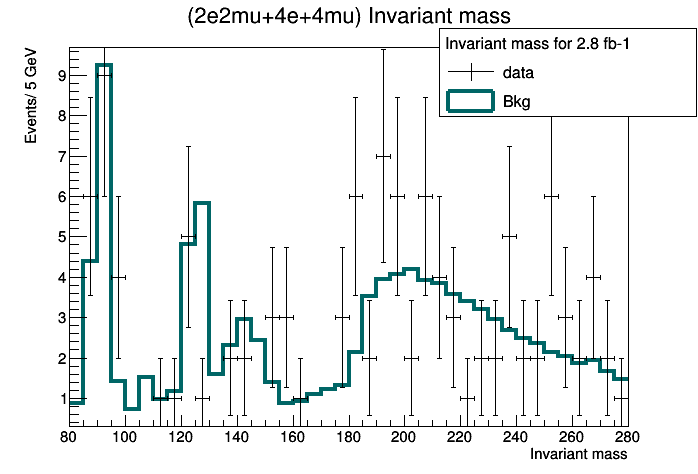 (2e2mu+4e+4mu) Invariant mass
Invariant mass for 2.8 fb-1
data
Bkg
Events/ 5 GeV
9
8
7
6
5
4
3
2
1
80 100 120 140 160 180 200 220 240 260 280
Invariant mass